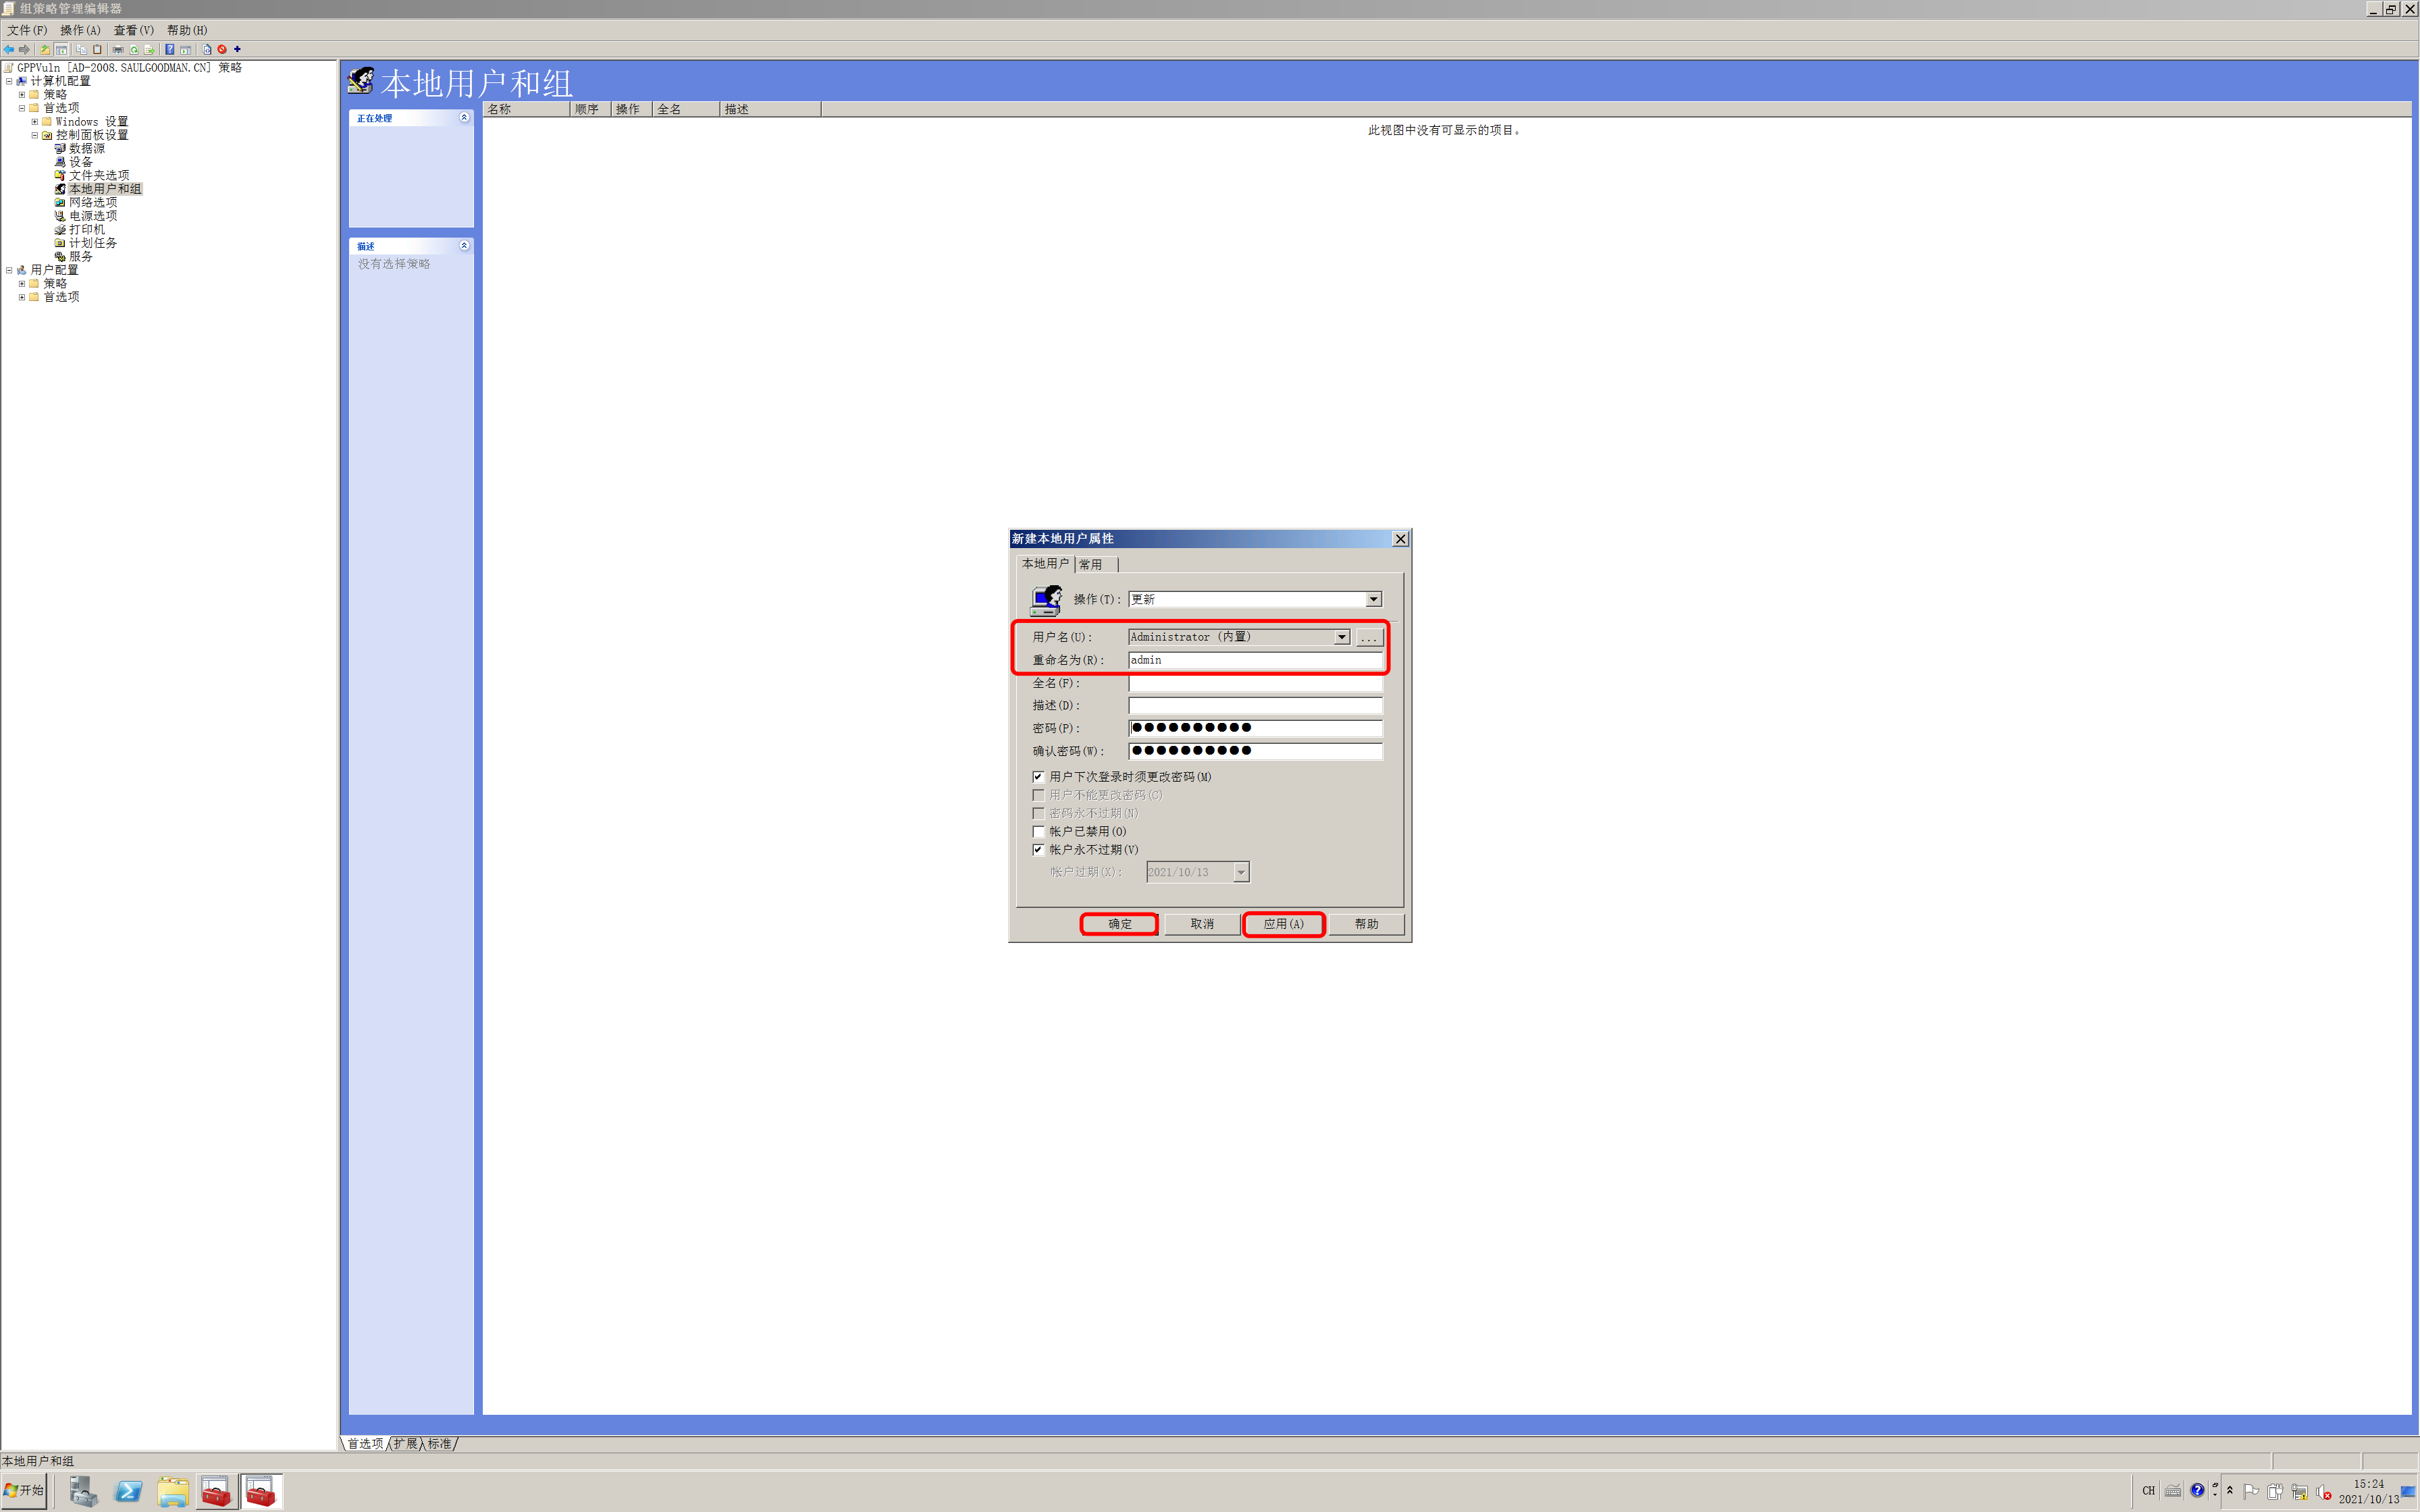 组策略管理编辑器
文件(F) 操作(A) 查看(V) 帮助(H)
GPPVuln [AD-2008.SAULGOODMAN.CN] 策略
计算机配置
策略
首选项
Windows 设置
控制面板设置
数据源
设备
文件夹选项
本地用户和组
网络选项
电源选项
打印机
计划任务
服务
用户配置
策略
首选项
本地用户和组
正在处理
描述
没有选择策略
名称 顺序 操作 全名 描述
此视图中没有可显示的项目。
新建本地用户属性
本地用户 常用
操作(T): 更新
用户名(U): Administrator (内置) ...
重命名为(R): admin
全名(F):
描述(D):
密码(P): ●●●●●●●●●●
确认密码(W): ●●●●●●●●●●
用户下次登录时须更改密码(M)
用户不能更改密码(C)
密码永不过期(N)
帐户已禁用(O)
帐户永不过期(V)
帐户过期(X): 2021/10/13
确定 取消 应用(A) 帮助
首选项 扩展 标准
本地用户和组
开始
CH
15:24
2021/10/13